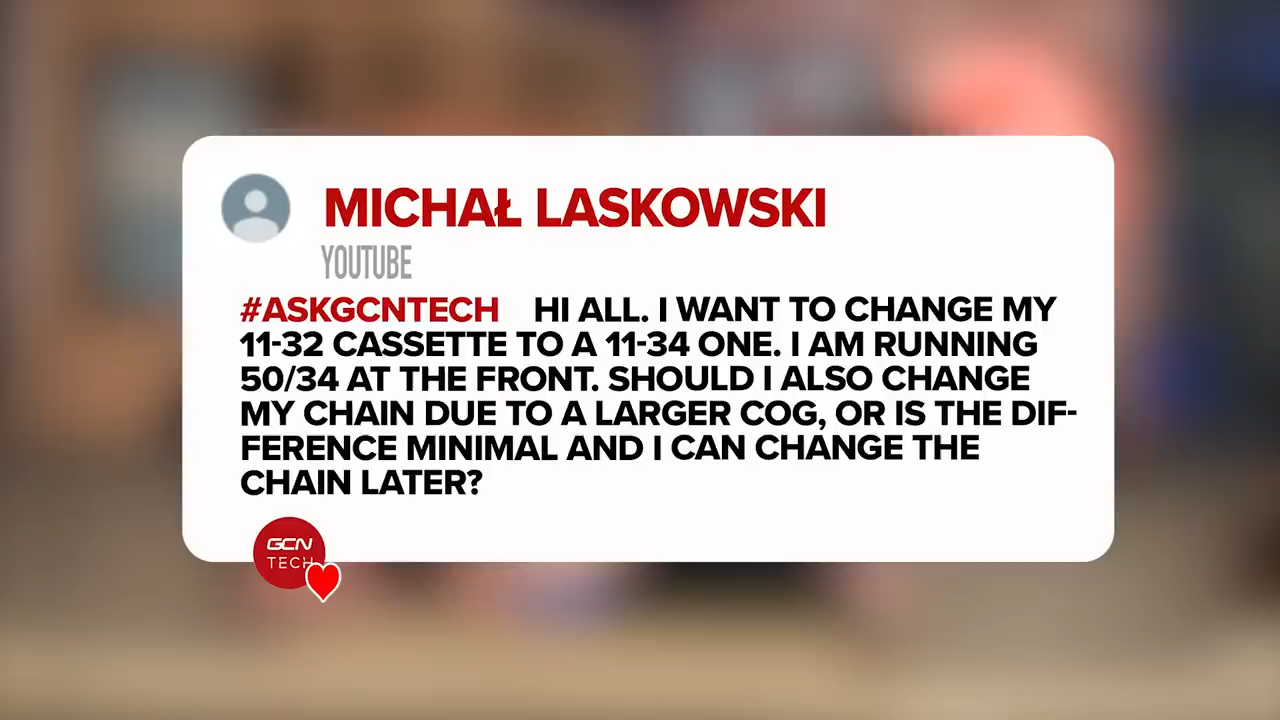 MICHAŁ LASKOWSKI
YOUTUBE
#ASKGCNTECH HI ALL. I WANT TO CHANGE MY
11-32 CASSETTE TO A 11-34 ONE. I AM RUNNING
50/34 AT THE FRONT. SHOULD I ALSO CHANGE
MY CHAIN DUE TO A LARGER COG, OR IS THE DIF-
FERENCE MINIMAL AND I CAN CHANGE THE
CHAIN LATER?
GCN
TECH